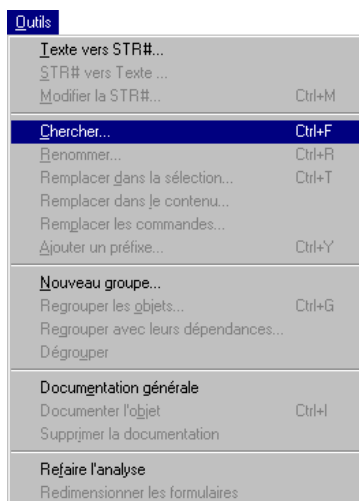 Outils
Texte vers STR#...
STR# vers Texte ...
Modifier la STR#... Ctrl+M
Chercher... Ctrl+F
Renommer... Ctrl+R
Remplacer dans la sélection... Ctrl+T
Remplacer dans le contenu...
Remplacer les commandes...
Ajouter un préfixe... Ctrl+Y
Nouveau groupe...
Regrouper les objets... Ctrl+G
Regrouper avec leurs dépendances...
Dégrouper
Documentation générale
Documenter l'objet Ctrl+I
Supprimer la documentation
Refaire l'analyse
Redimensionner les formulaires